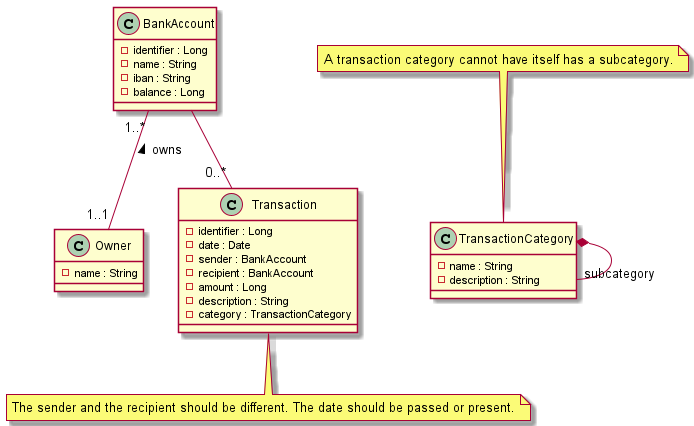 C BankAccount
identifier : Long
name : String
iban : String
balance : Long
A transaction category cannot have itself has a subcategory.
1..*
owns
0..*
1..1
C Owner
name : String
C Transaction
identifier : Long
date : Date
sender : BankAccount
recipient : BankAccount
amount : Long
description : String
category : TransactionCategory
C TransactionCategory
name : String
description : String
subcategory
The sender and the recipient should be different. The date should be passed or present.